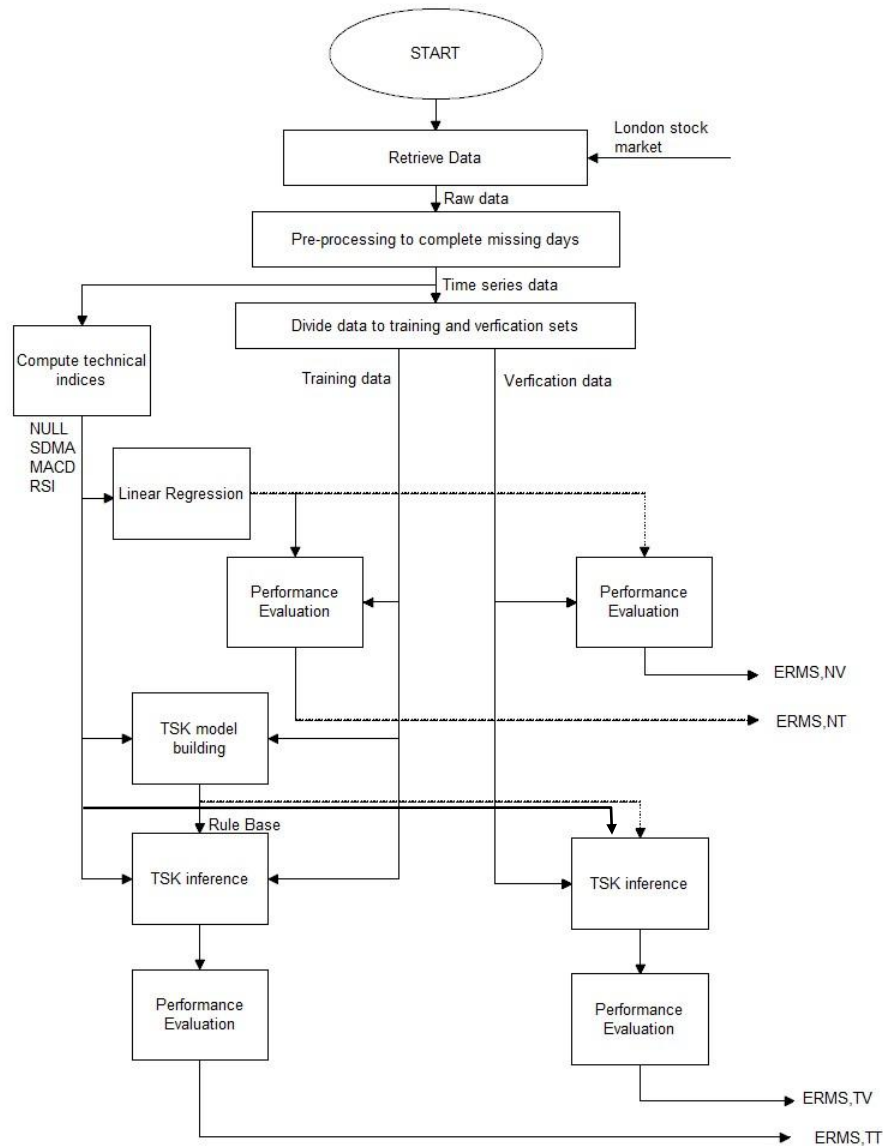 START
London stock
market
Retrieve Data
Raw data
Pre-processing to complete missing days
Time series data
Divide data to training and verfication sets
Compute technical
indices
Training data
Verfication data
NULL
SDMA
MACD
RSI
Linear Regression
Performance
Evaluation
Performance
Evaluation
ERMS,NV
ERMS,NT
TSK model
building
Rule Base
TSK inference
TSK inference
Performance
Evaluation
Performance
Evaluation
ERMS,TV
ERMS,TT